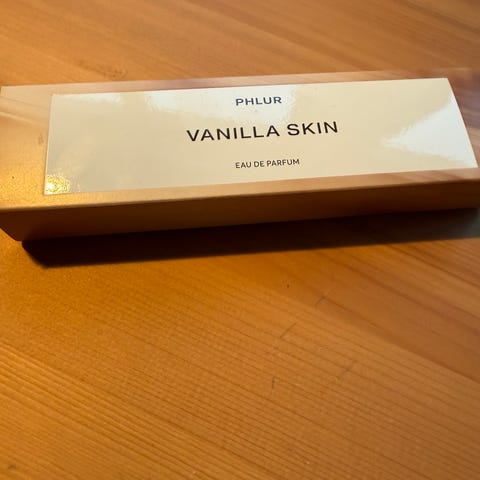 PHLUR
VANILLA SKIN
EAU DE PARFUM